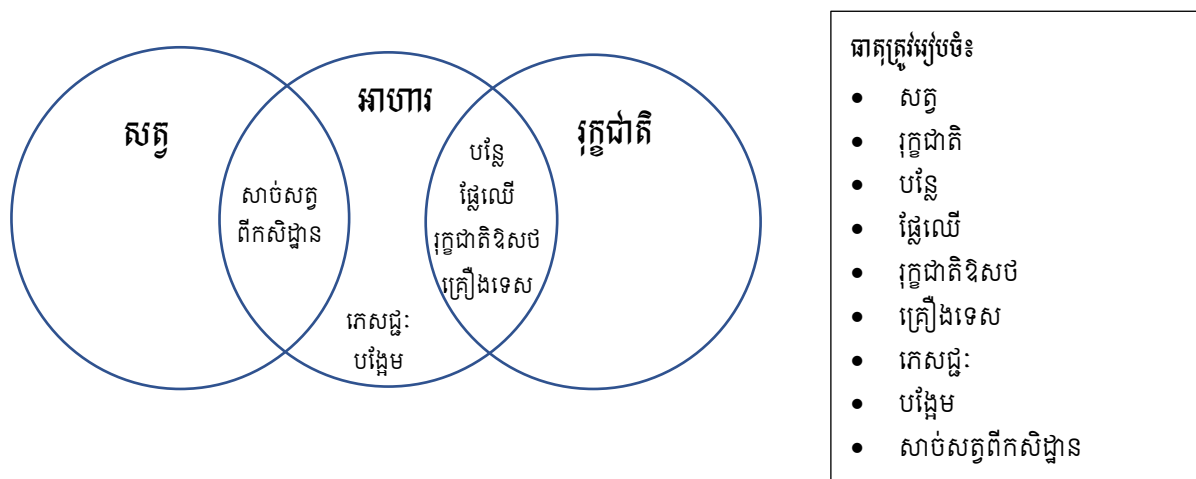 សត្វ
អាហារ
រុក្ខជាតិ
សាច់សត្វ
ពីកសិដ្ឋាន
បន្លែ
ផ្លែឈើ
រុក្ខជាតិឱសថ
គ្រឿងទេស
ភេសជ្ជៈ
បង្អែម
ធាតុត្រូវរៀបចំ៖
• សត្វ
• រុក្ខជាតិ
• បន្លែ
• ផ្លែឈើ
• រុក្ខជាតិឱសថ
• គ្រឿងទេស
• ភេសជ្ជៈ
• បង្អែម
• សាច់សត្វពីកសិដ្ឋាន